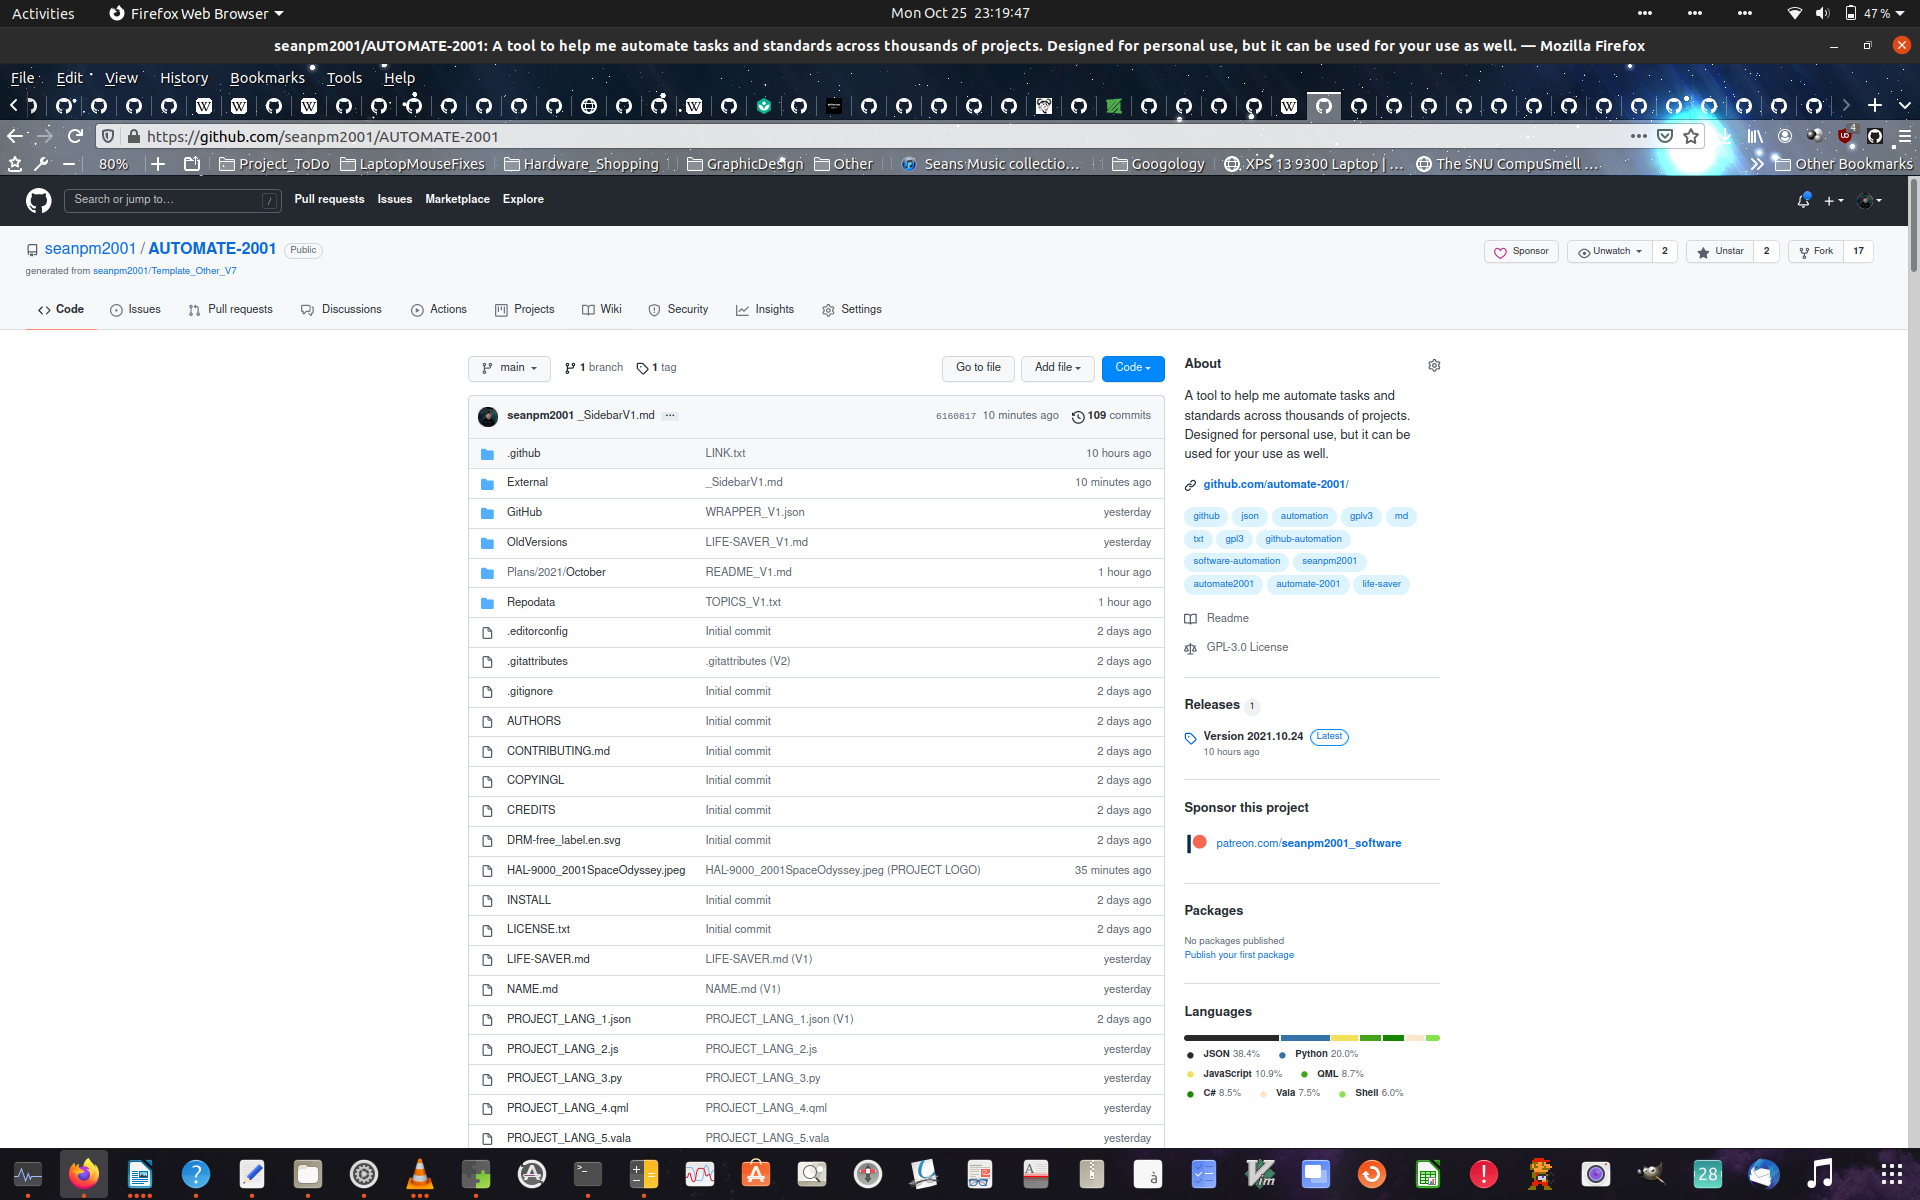 Activities Firefox Web Browser Mon Oct 25 23:19:47 47%
seanpm2001/AUTOMATE-2001: A tool to help me automate tasks and standards across thousands of projects. Designed for personal use, but it can be used for your use as well. — Mozilla Firefox
File Edit View History Bookmarks Tools Help
https://github.com/seanpm2001/AUTOMATE-2001
80% Project_ToDo LaptopMouseFixes Hardware_Shopping GraphicDesign Other Seans Music collectio... Googology XPS 13 9300 Laptop | ... The SNU CompuSmell ... Other Bookmarks
Search or jump to... / Pull requests Issues Marketplace Explore
seanpm2001 / AUTOMATE-2001 Public
Sponsor Unwatch 2 Unstar 2 Fork 17
generated from seanpm2001/Template_Other_V7
Code Issues Pull requests Discussions Actions Projects Wiki Security Insights Settings
main 1 branch 1 tag Go to file Add file Code
seanpm2001 _SidebarV1.md ... 6160817 10 minutes ago 109 commits
.github LINK.txt 10 hours ago
External _SidebarV1.md 10 minutes ago
GitHub WRAPPER_V1.json yesterday
OldVersions LIFE-SAVER_V1.md yesterday
Plans/2021/October README_V1.md 1 hour ago
Repodata TOPICS_V1.txt 1 hour ago
.editorconfig Initial commit 2 days ago
.gitattributes .gitattributes (V2) 2 days ago
.gitignore Initial commit 2 days ago
AUTHORS Initial commit 2 days ago
CONTRIBUTING.md Initial commit 2 days ago
COPYINGL Initial commit 2 days ago
CREDITS Initial commit 2 days ago
DRM-free_label.en.svg Initial commit 2 days ago
HAL-9000_2001SpaceOdyssey.jpeg HAL-9000_2001SpaceOdyssey.jpeg (PROJECT LOGO) 35 minutes ago
INSTALL Initial commit 2 days ago
LICENSE.txt Initial commit 2 days ago
LIFE-SAVER.md LIFE-SAVER.md (V1) yesterday
NAME.md NAME.md (V1) yesterday
PROJECT_LANG_1.json PROJECT_LANG_1.json (V1) 2 days ago
PROJECT_LANG_2.js PROJECT_LANG_2.js yesterday
PROJECT_LANG_3.py PROJECT_LANG_3.py yesterday
PROJECT_LANG_4.qml PROJECT_LANG_4.qml yesterday
PROJECT_LANG_5.vala PROJECT_LANG_5.vala yesterday
About
A tool to help me automate tasks and
standards across thousands of projects.
Designed for personal use, but it can be
used for your use as well.
github.com/automate-2001/
github json automation gplv3 md
txt gpl3 github-automation
software-automation seanpm2001
automate2001 automate-2001 life-saver
Readme
GPL-3.0 License
Releases 1
Version 2021.10.24 Latest
10 hours ago
Sponsor this project
patreon.com/seanpm2001_software
Packages
No packages published
Publish your first package
Languages
JSON 38.4% Python 20.0%
JavaScript 10.9% QML 8.7%
C# 8.5% Vala 7.5% Shell 6.0%
28